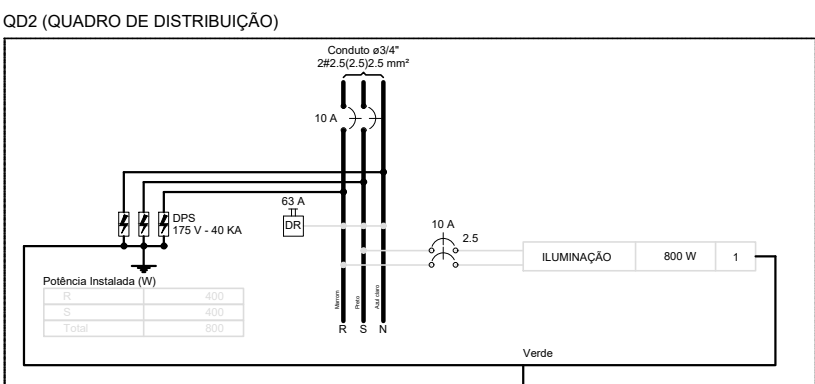 QD2 (QUADRO DE DISTRIBUIÇÃO)
Conduto ø3/4"
2#2.5(2.5)2.5 mm²
10 A
63 A
DPS
175 V - 40 KA
DR
10 A
2.5
ILUMINAÇÃO 800 W 1
Potência Instalada (W)
R 400
S 400
Total 800
Marrom Preto Azul claro
R S N
Verde